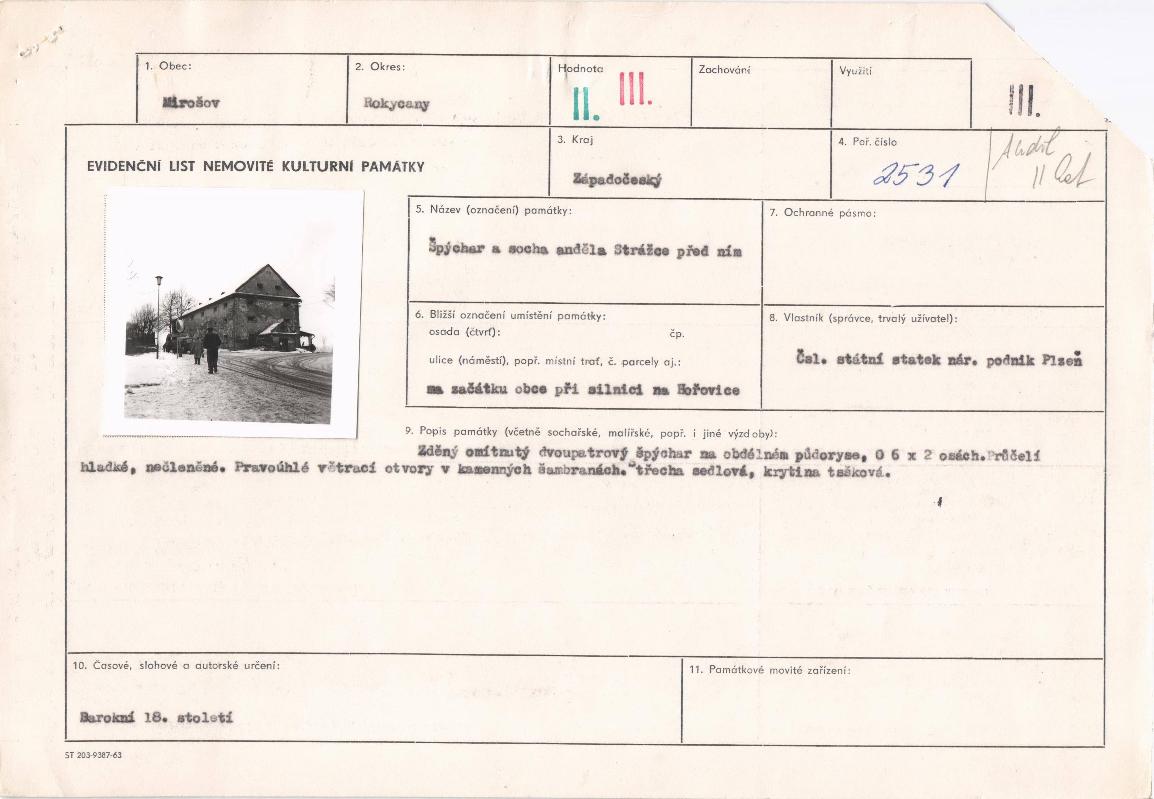 1. Obec:
Mirošov
2. Okres:
Rokycany
Hodnota
II. III.
Zachování
Využití
III.
EVIDENČNÍ LIST NEMOVITÉ KULTURNÍ PAMÁTKY
3. Kraj
Západočeský
4. Poř. číslo
2531
5. Název (označení) památky:
Špýchar a socha anděla Strážce před ním
7. Ochranné pásmo:
6. Bližší označení umístění památky:
osada (čtvrť): čp.
ulice (náměstí), popř. místní trať, č. parcely aj.:
na začátku obce při silnici na Hořovice
8. Vlastník (správce, trvalý uživatel):
Čsl. státní statek nár. podnik Plzeň
9. Popis památky (včetně sochařské, malířské, popř. i jiné výzdoby):
Zděný omítnutý dvoupatrový špýchar na obdélném půdoryse, O 6 x 2 osách.Průčelí
hladké, nečleněné. Pravoúhlé větrací otvory v kamenných šambranách. třecha sedlová, krytina tašková.
10. Časové, slohové a autorské určení:
Barokní 18. století
11. Památkové movité zařízení:
ST 203-9387-63